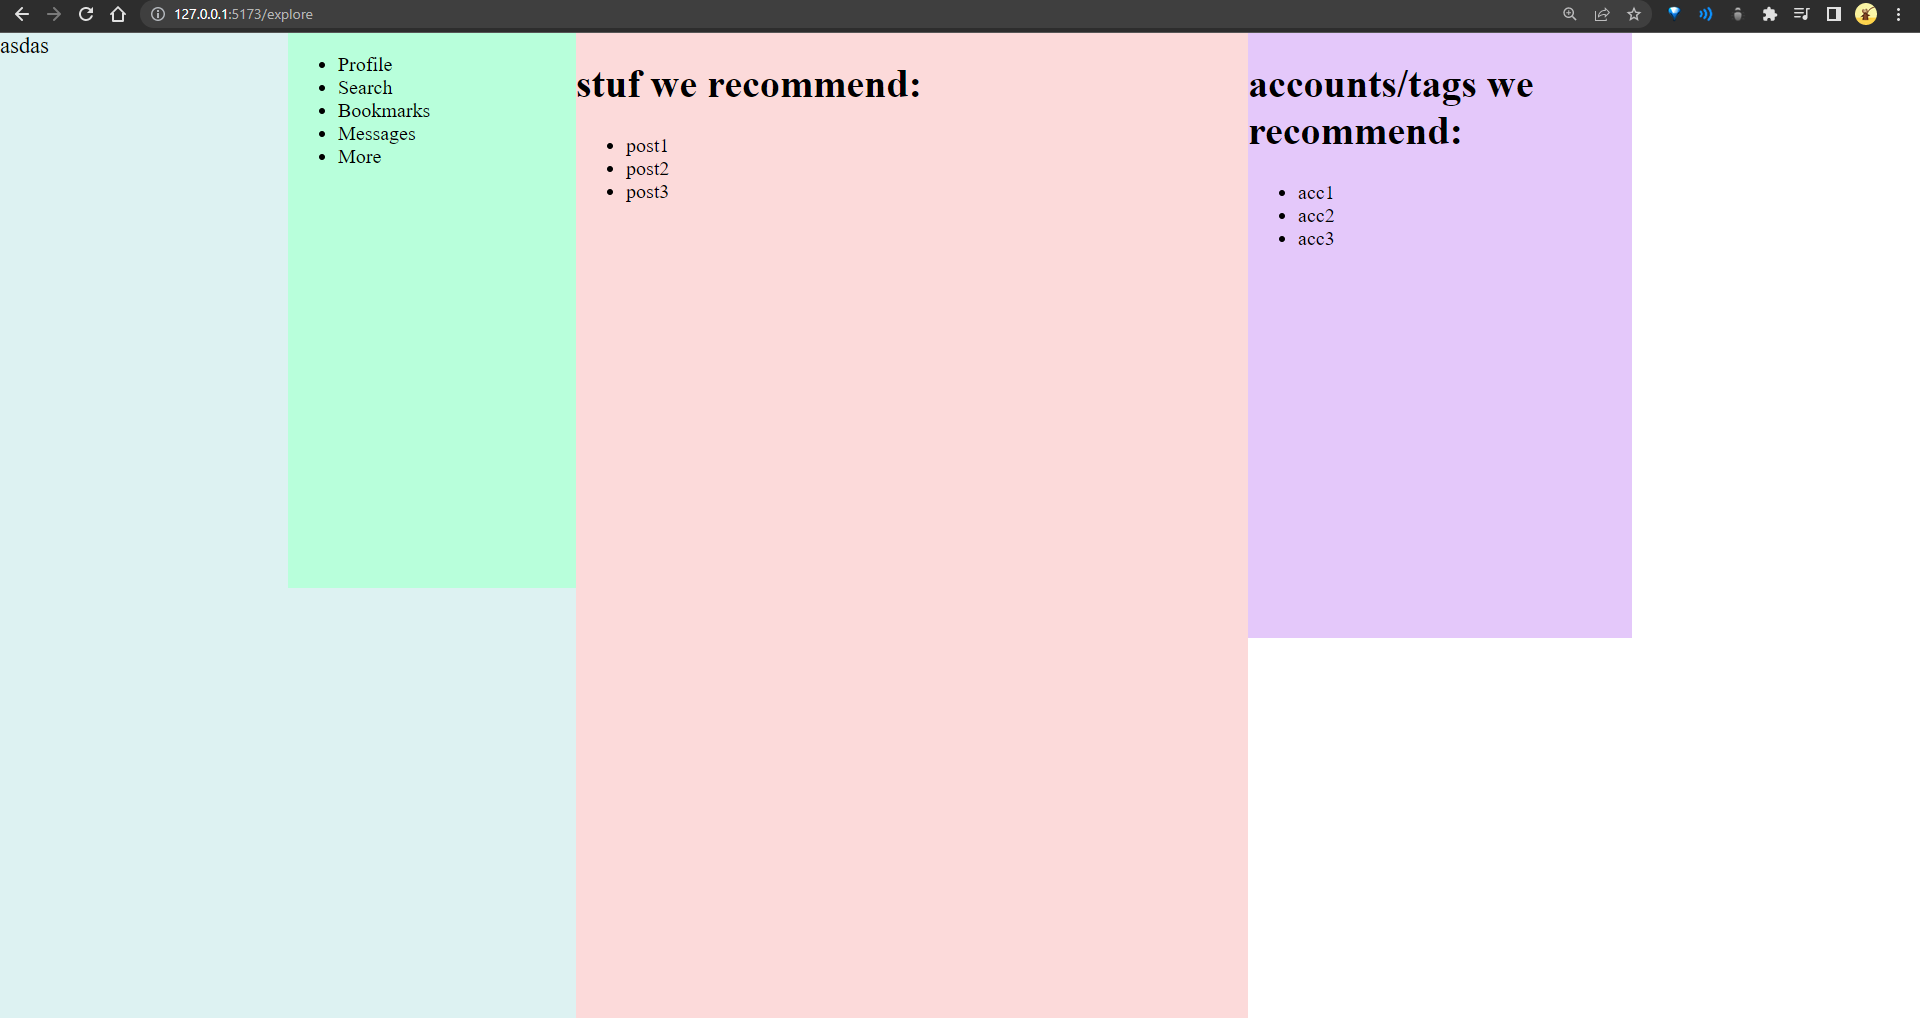 127.0.0.1:5173/explore
asdas
Profile
Search
Bookmarks
Messages
More
stuf we recommend:
post1
post2
post3
accounts/tags we
recommend:
acc1
acc2
acc3